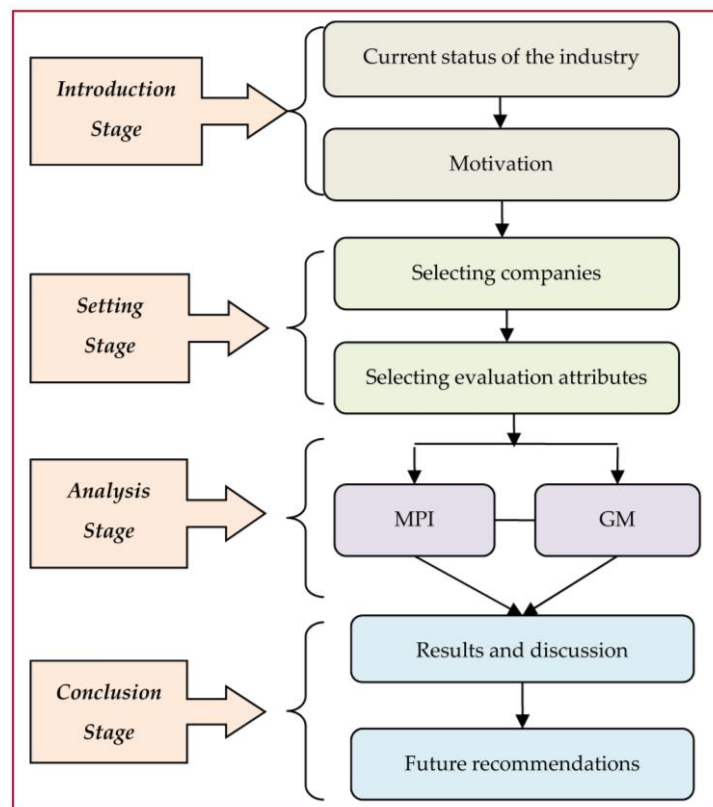 Introduction
Stage
Current status of the industry
Motivation
Setting
Stage
Selecting companies
Selecting evaluation attributes
Analysis
Stage
MPI
GM
Conclusion
Stage
Results and discussion
Future recommendations